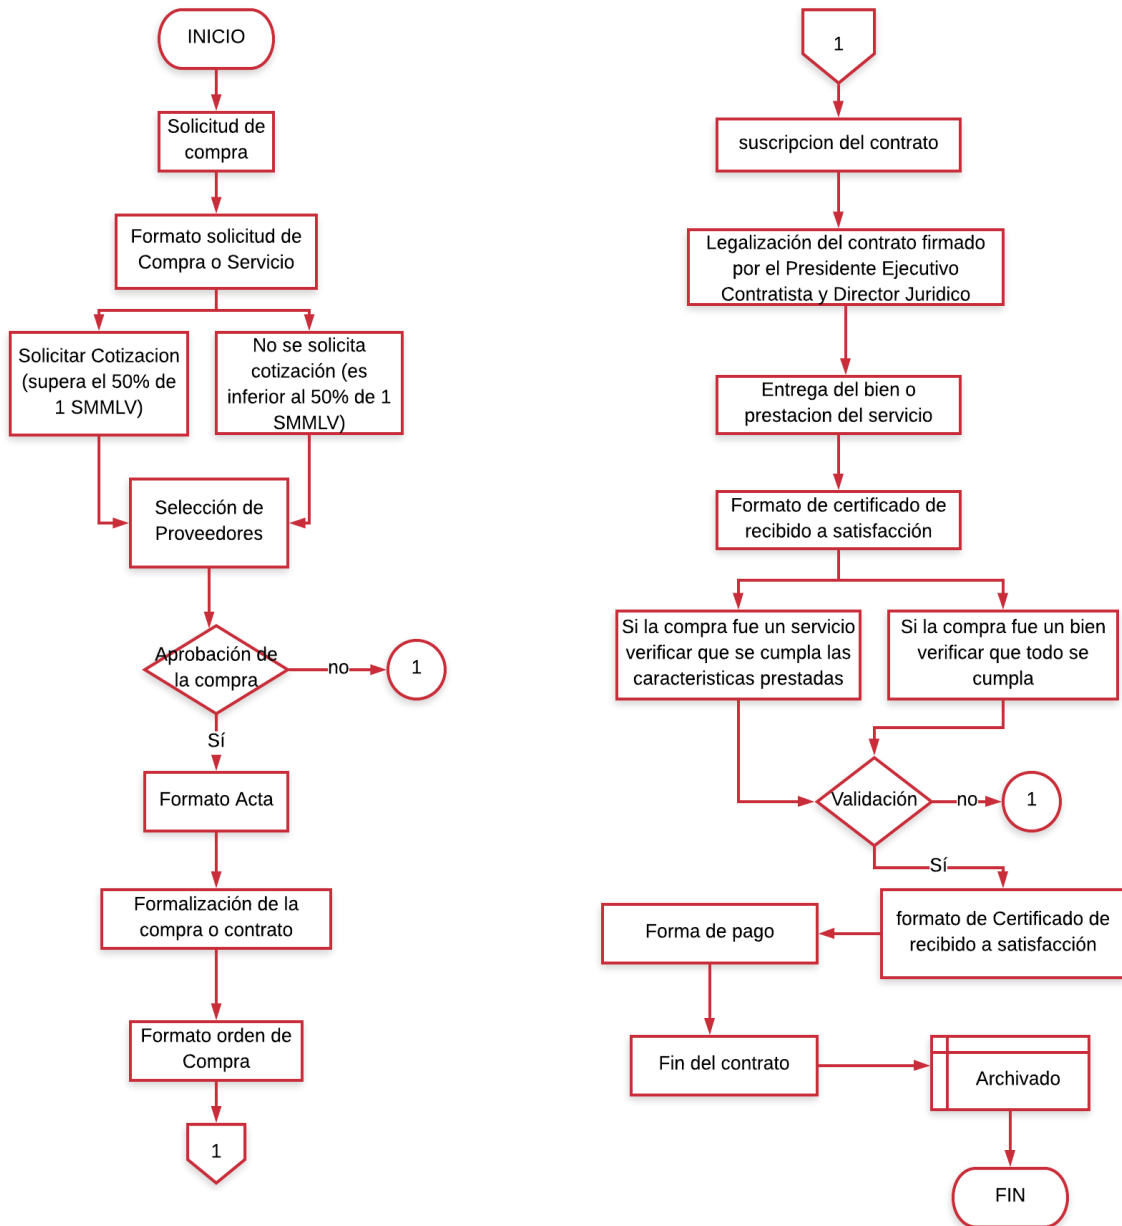 INICIO
Solicitud de
compra
Formato solicitud de
Compra o Servicio
Solicitar Cotizacion
(supera el 50% de
1 SMMLV)
No se solicita
cotización (es
inferior al 50% de 1
SMMLV)
Selección de
Proveedores
Aprobación de
la compra
no
1
Sí
Formato Acta
Formalización de la
compra o contrato
Formato orden de
Compra
1
1
suscripcion del contrato
Legalización del contrato firmado
por el Presidente Ejecutivo
Contratista y Director Juridico
Entrega del bien o
prestacion del servicio
Formato de certificado de
recibido a satisfacción
Si la compra fue un servicio
verificar que se cumpla las
caracteristicas prestadas
Si la compra fue un bien
verificar que todo se
cumpla
Validación
no
1
Sí
formato de Certificado de
recibido a satisfacción
Forma de pago
Fin del contrato
Archivado
FIN